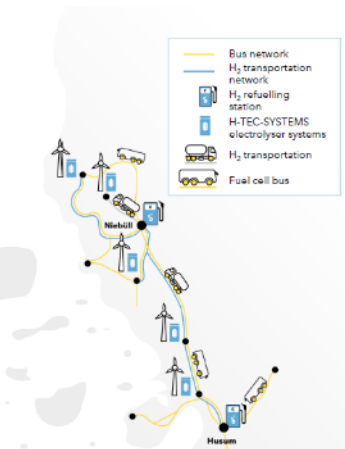 Bus network
H₂ transportation
network
H₂ refuelling
station
H-TEC-SYSTEMS
electrolyser systems
H₂ transportation
Fuel cell bus
Niebüll
Husum